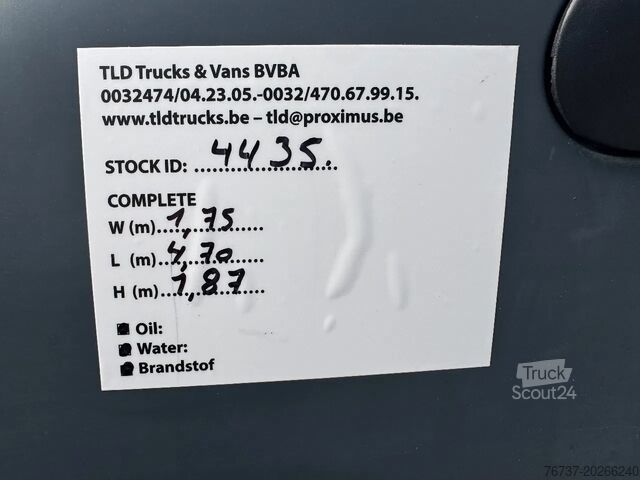 TLD Trucks & Vans BVBA
0032474/04.23.05.-0032/470.67.99.15.
www.tldtrucks.be – tld@proximus.be
STOCK ID: 4435.
COMPLETE
W (m) 1,75
L (m) 4,70
H (m) 1,87
Oil:
Water:
Brandstof
Truck
Scout24
76737-20266240